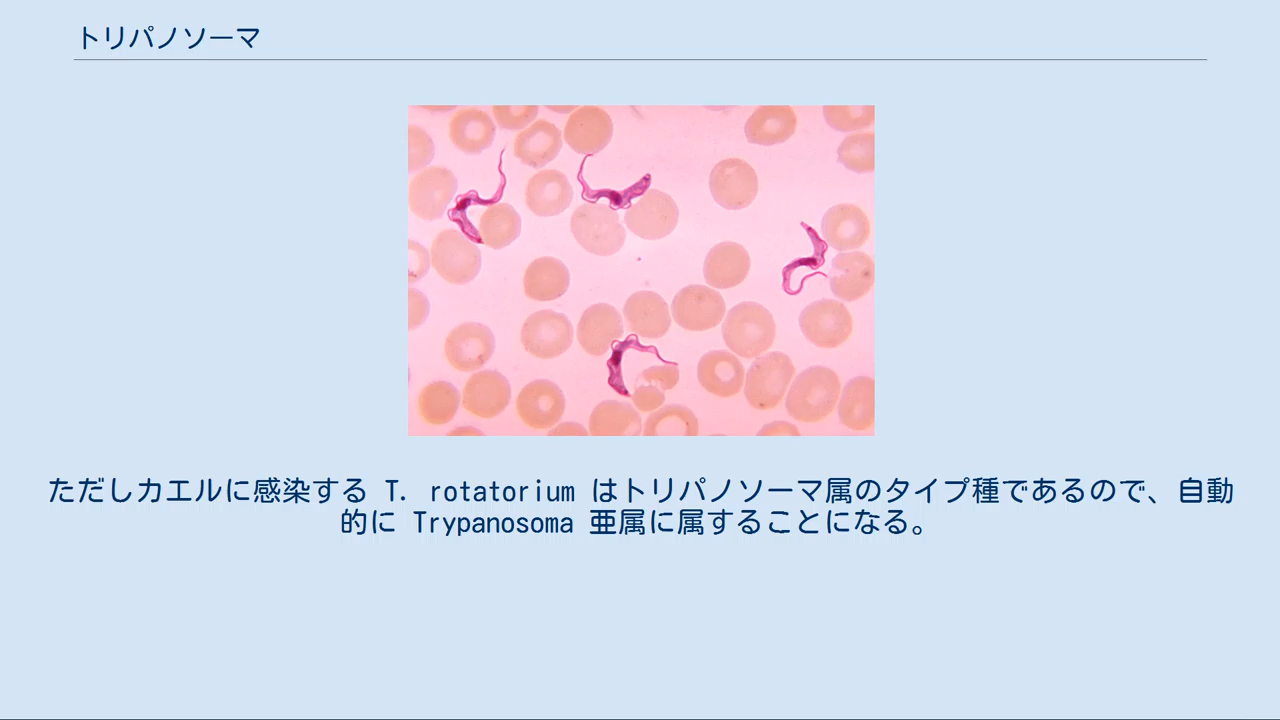 トリパノソーマ
ただしカエルに感染する T. rotatorium はトリパノソーマ属のタイプ種であるので、自動
的に Trypanosoma 亜属に属することになる。